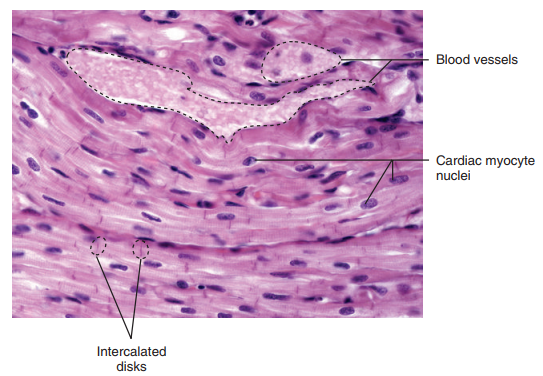 Blood vessels
Cardiac myocyte
nuclei
Intercalated
disks